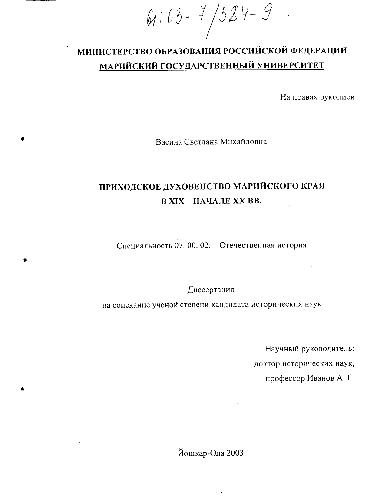 61:03-7/324-9
МИНИСТЕРСТВО ОБРАЗОВАНИЯ РОССИЙСКОЙ ФЕДЕРАЦИИ
МАРИЙСКИЙ ГОСУДАРСТВЕННЫЙ УНИВЕРСИТЕТ
На правах рукописи
Васина Светлана Михайловна
ПРИХОДСКОЕ ДУХОВЕНСТВО МАРИЙСКОГО КРАЯ
В XIX – НАЧАЛЕ XX ВВ.
Специальность 07. 00. 02. – Отечественная история
Диссертация
на соискание ученой степени кандидата исторических наук
Научный руководитель:
доктор исторических наук,
профессор Иванов А.
Йошкар-Ола 2003